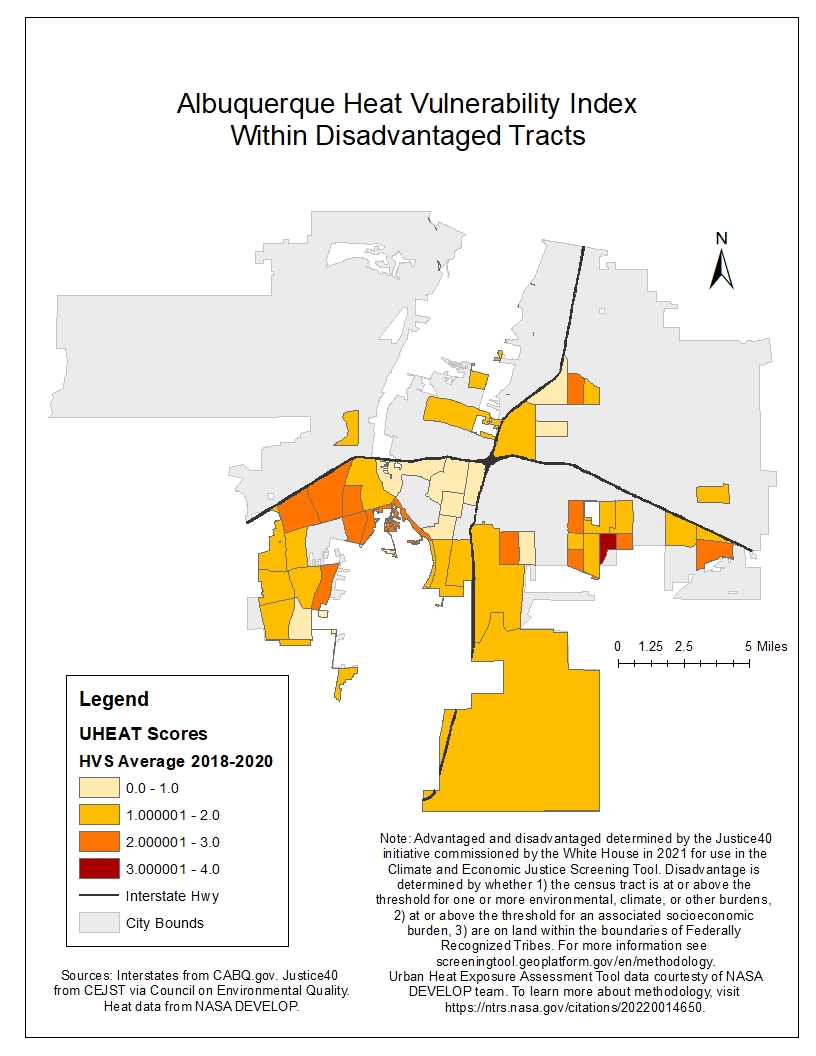 Albuquerque Heat Vulnerability Index
Within Disadvantaged Tracts
N
0 1.25 2.5 5 Miles
Legend
UHEAT Scores
HVS Average 2018-2020
0.0 - 1.0
1.000001 - 2.0
2.000001 - 3.0
3.000001 - 4.0
Interstate Hwy
City Bounds
Note: Advantaged and disadvantaged determined by the Justice40
initiative commissioned by the White House in 2021 for use in the
Climate and Economic Justice Screening Tool. Disadvantage is
determined by whether 1) the census tract is at or above the
threshold for one or more environmental, climate, or other burdens,
2) at or above the threshold for an associated socioeconomic
burden, 3) are on land within the boundaries of Federally
Recognized Tribes. For more information see
screeningtool.geoplatform.gov/en/methodology.
Urban Heat Exposure Assessment Tool data courtesty of NASA
DEVELOP team. To learn more about methodology, visit
https://ntrs.nasa.gov/citations/20220014650.
Sources: Interstates from CABQ.gov. Justice40
from CEJST via Council on Environmental Quality.
Heat data from NASA DEVELOP.